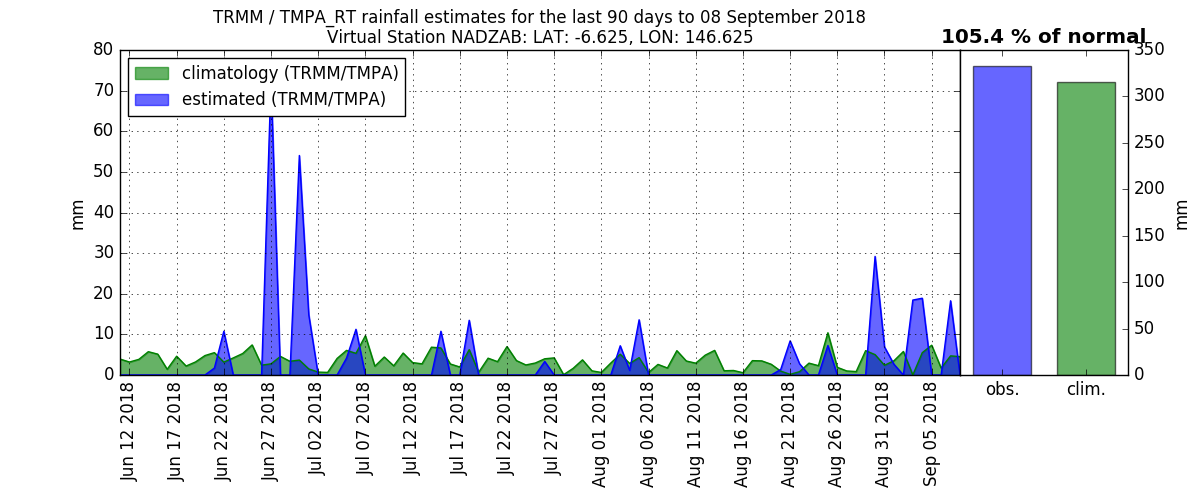 TRMM / TMPA_RT rainfall estimates for the last 90 days to 08 September 2018
Virtual Station NADZAB: LAT: -6.625, LON: 146.625
105.4 % of normal
climatology (TRMM/TMPA)
estimated (TRMM/TMPA)
80
70
60
50
40
30
20
10
0
mm
350
300
250
200
150
100
50
0
mm
Jun 12 2018
Jun 17 2018
Jun 22 2018
Jun 27 2018
Jul 02 2018
Jul 07 2018
Jul 12 2018
Jul 17 2018
Jul 22 2018
Jul 27 2018
Aug 01 2018
Aug 06 2018
Aug 11 2018
Aug 16 2018
Aug 21 2018
Aug 26 2018
Aug 31 2018
Sep 05 2018
obs.
clim.